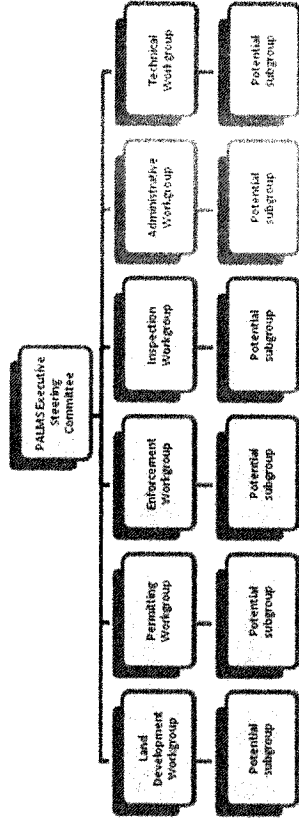 PALMS Executive
Steering
Committee
Land
Development
Workgroup
Permitting
Workgroup
Enforcement
Workgroup
Inspection
Workgroup
Administrative
Workgroup
Technical
Workgroup
Potential
subgroup
Potential
subgroup
Potential
subgroup
Potential
subgroup
Potential
subgroup
Potential
subgroup